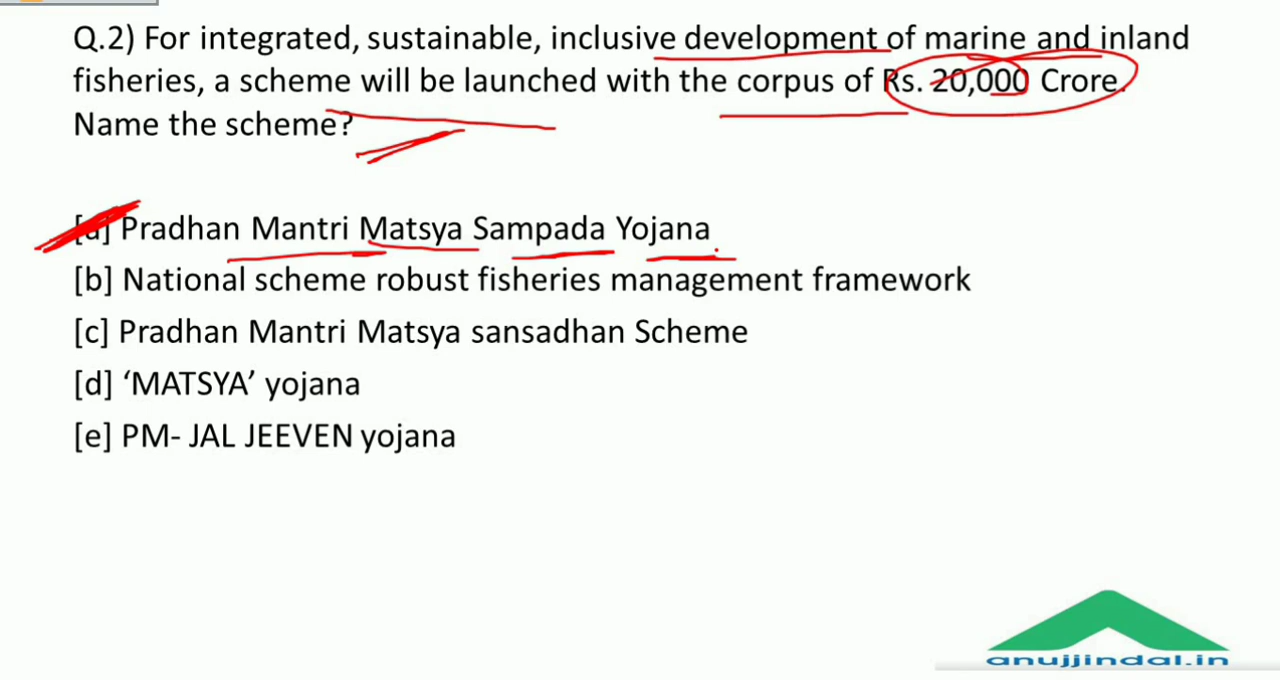 Q.2) For integrated, sustainable, inclusive development of marine and inland
fisheries, a scheme will be launched with the corpus of Rs. 20,000 Crore.
Name the scheme?
[a] Pradhan Mantri Matsya Sampada Yojana
[b] National scheme robust fisheries management framework
[c] Pradhan Mantri Matsya sansadhan Scheme
[d] ‘MATSYA’ yojana
[e] PM- JAL JEEVEN yojana
anujjindal.in